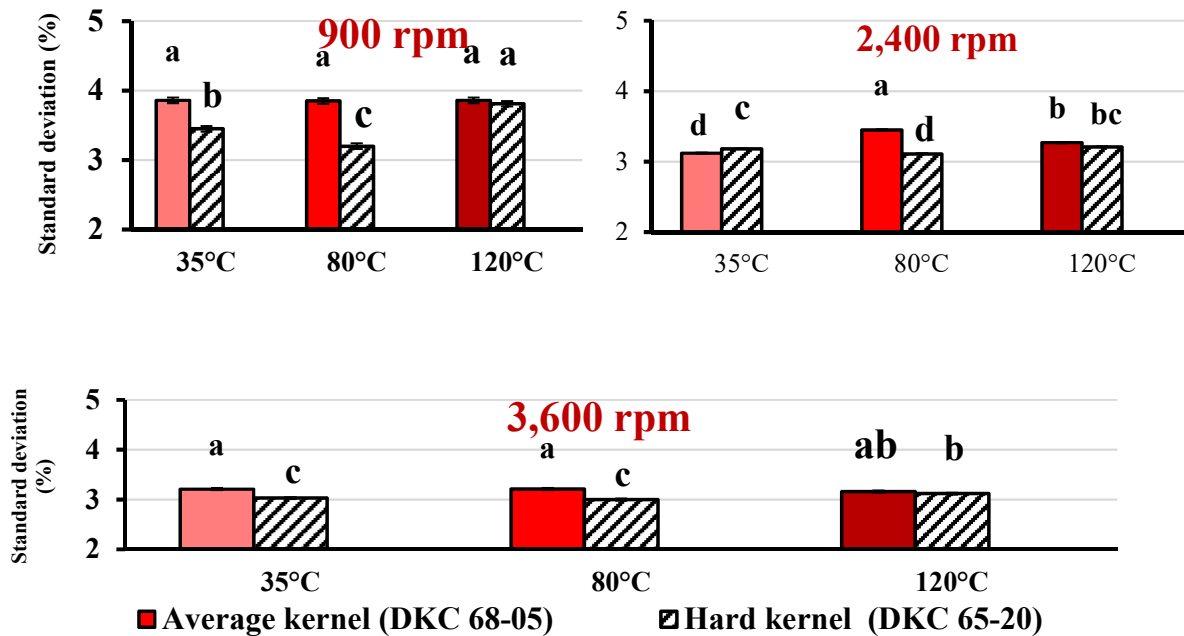 Standard deviation (%)
900 rpm
5
4
3
2
a
b
a
c
a
a
35°C
80°C
120°C
2,400 rpm
5
4
3
2
d
c
a
d
b
bc
35°C
80°C
120°C
Standard deviation
(%)
3,600 rpm
5
4
3
2
a
c
a
c
ab
b
35°C
80°C
120°C
Average kernel (DKC 68-05)
Hard kernel (DKC 65-20)